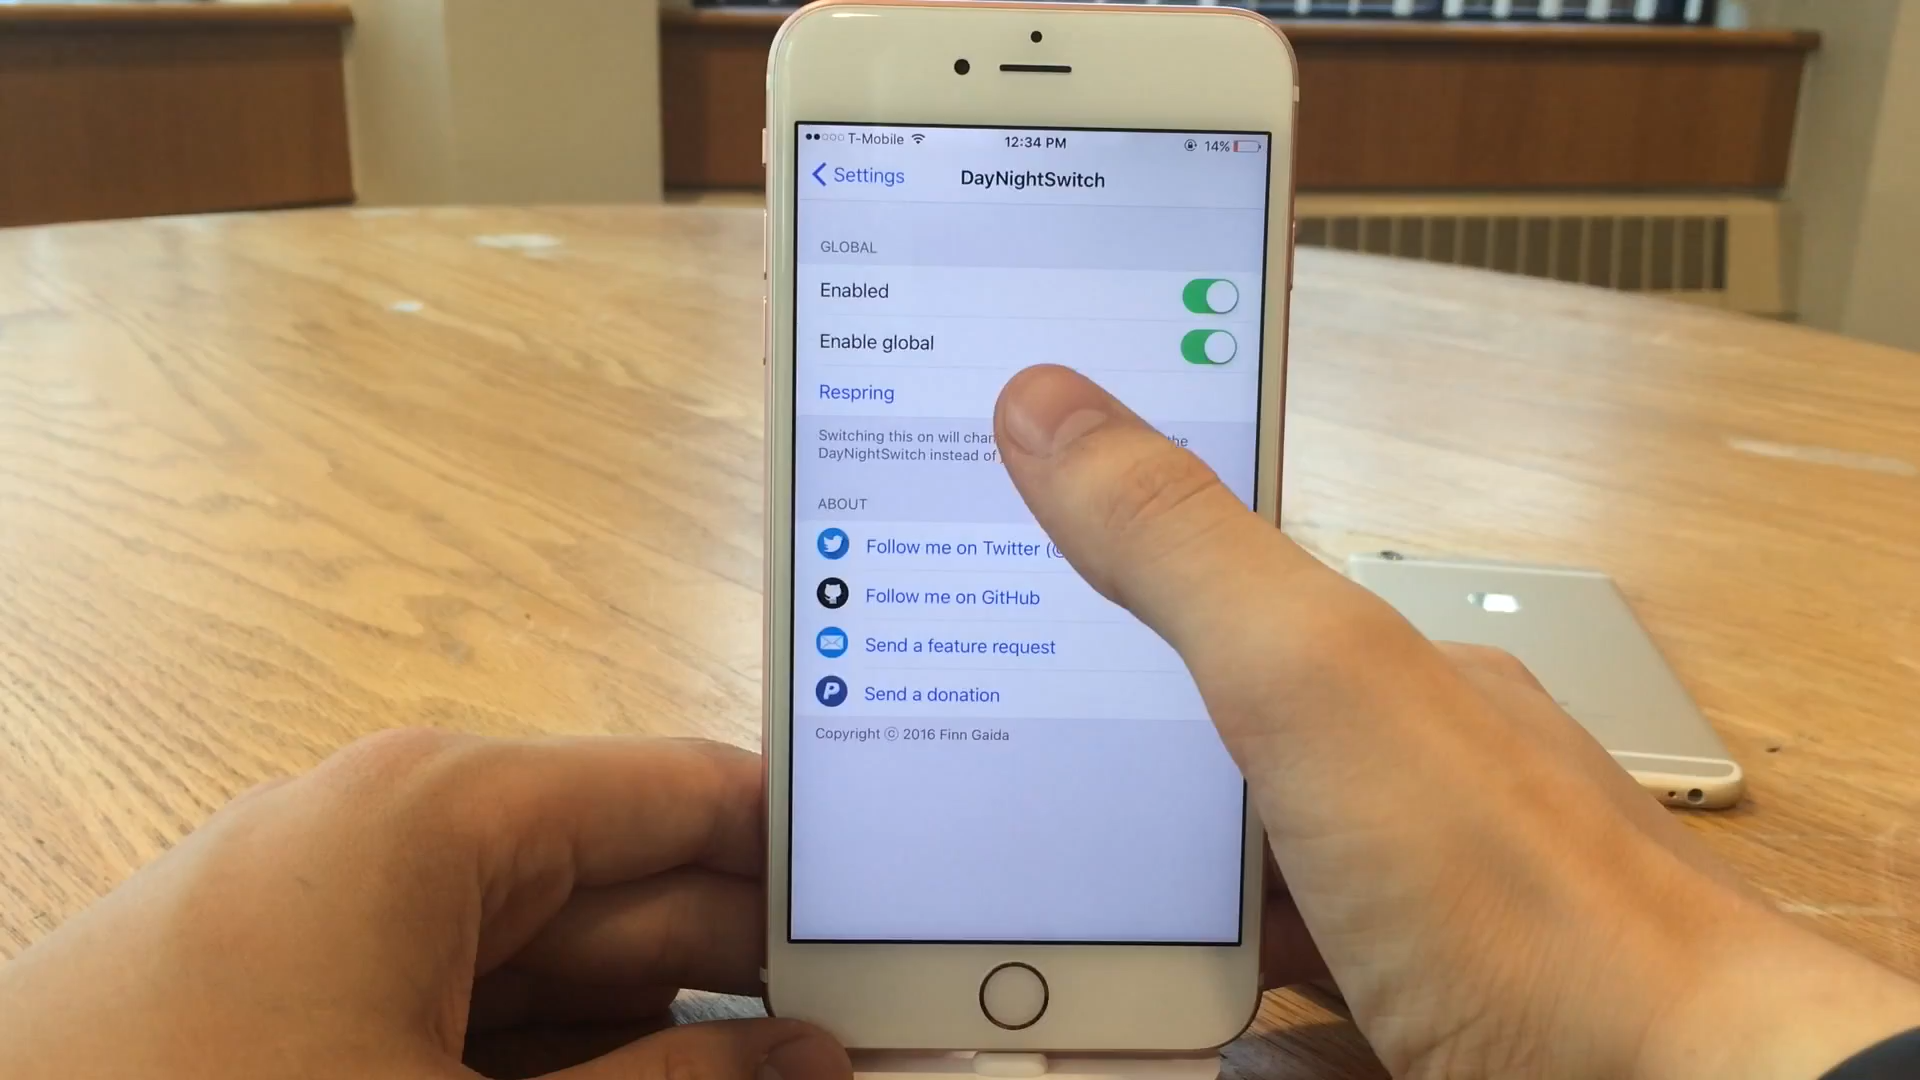 T-Mobile 12:34 PM 14%
Settings DayNightSwitch
GLOBAL
Enabled
Enable global
Respring
Switching this on will the
DayNightSwitch instead of
ABOUT
Follow me on Twitter (@
Follow me on GitHub
Send a feature request
Send a donation
Copyright © 2016 Finn Gaida